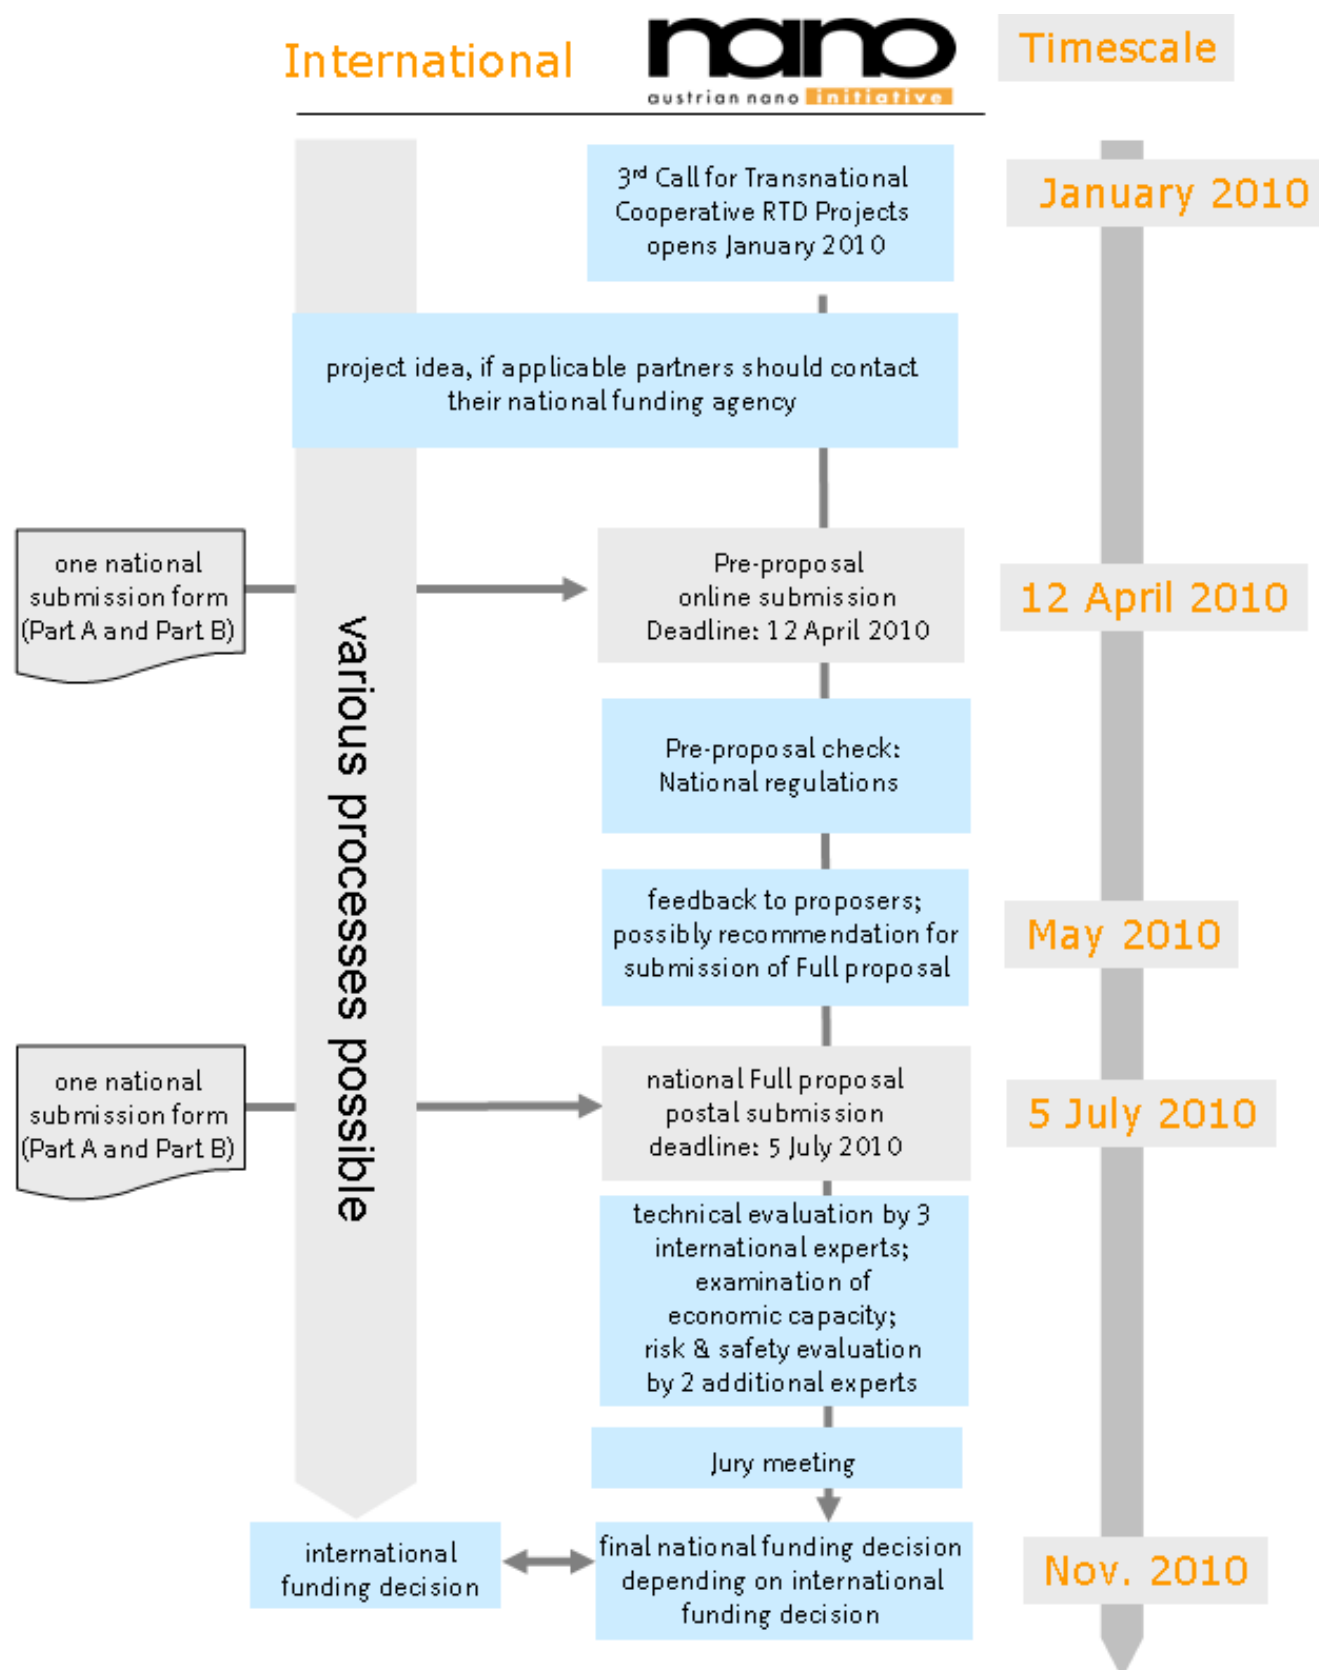 International
nano
austrian nano initiative
Timescale
3rd Call for Transnational
Cooperative RTD Projects
opens January 2010
January 2010
project idea, if applicable partners should contact
their national funding agency
one national
submission form
(Part A and Part B)
Pre-proposal
online submission
Deadline: 12 April 2010
12 April 2010
various processes possible
Pre-proposal check:
National regulations
feedback to proposers;
possibly recommendation for
submission of Full proposal
May 2010
one national
submission form
(Part A and Part B)
national Full proposal
postal submission
deadline: 5 July 2010
5 July 2010
technical evaluation by 3
international experts;
examination of
economic capacity;
risk & safety evaluation
by 2 additional experts
Jury meeting
international
funding decision
final national funding decision
depending on international
funding decision
Nov. 2010